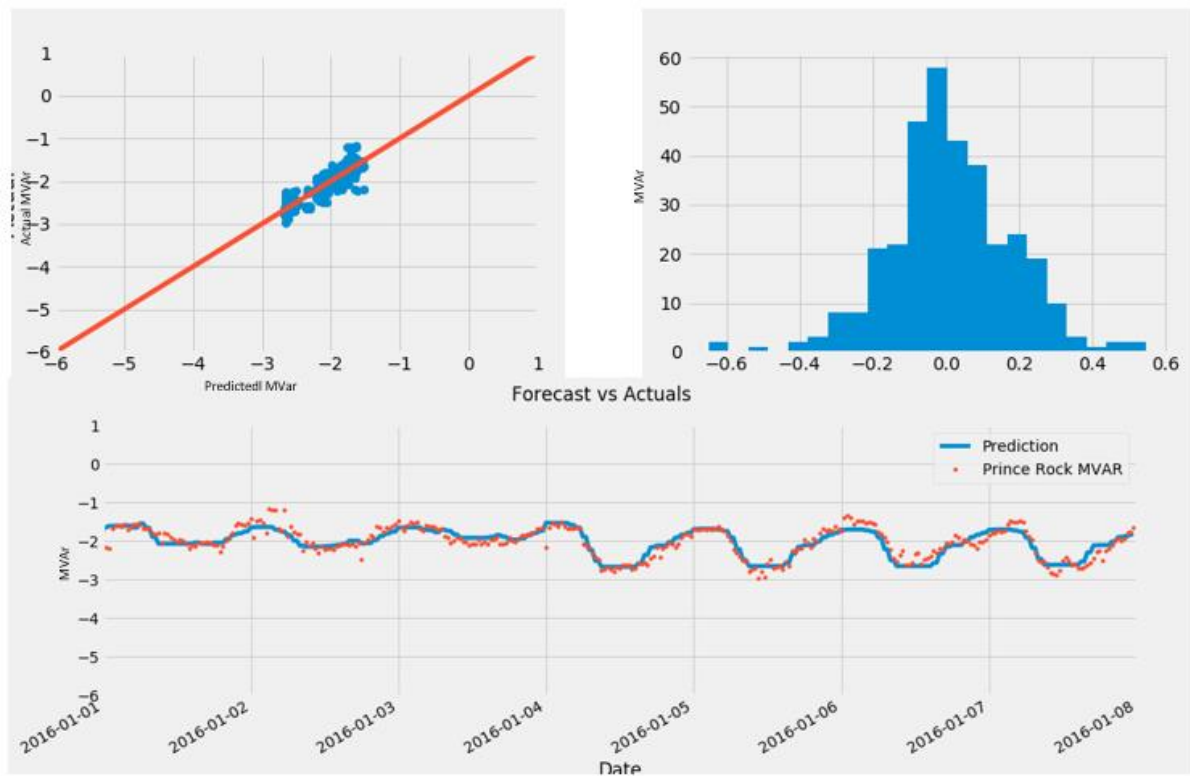 1
0
−1
−2
−3
−4
−5
−6
Actual MVAr
−6 −5 −4 −3 −2 −1 0 1
Predictedl MVar
60
50
40
30
20
10
0
MVAr
−0.6 −0.4 −0.2 0.0 0.2 0.4 0.6
Forecast vs Actuals
1
0
−1
−2
−3
−4
−5
−6
MVAr
Prediction
Prince Rock MVAR
2016-01-01 2016-01-02 2016-01-03 2016-01-04 2016-01-05 2016-01-06 2016-01-07 2016-01-08
Date